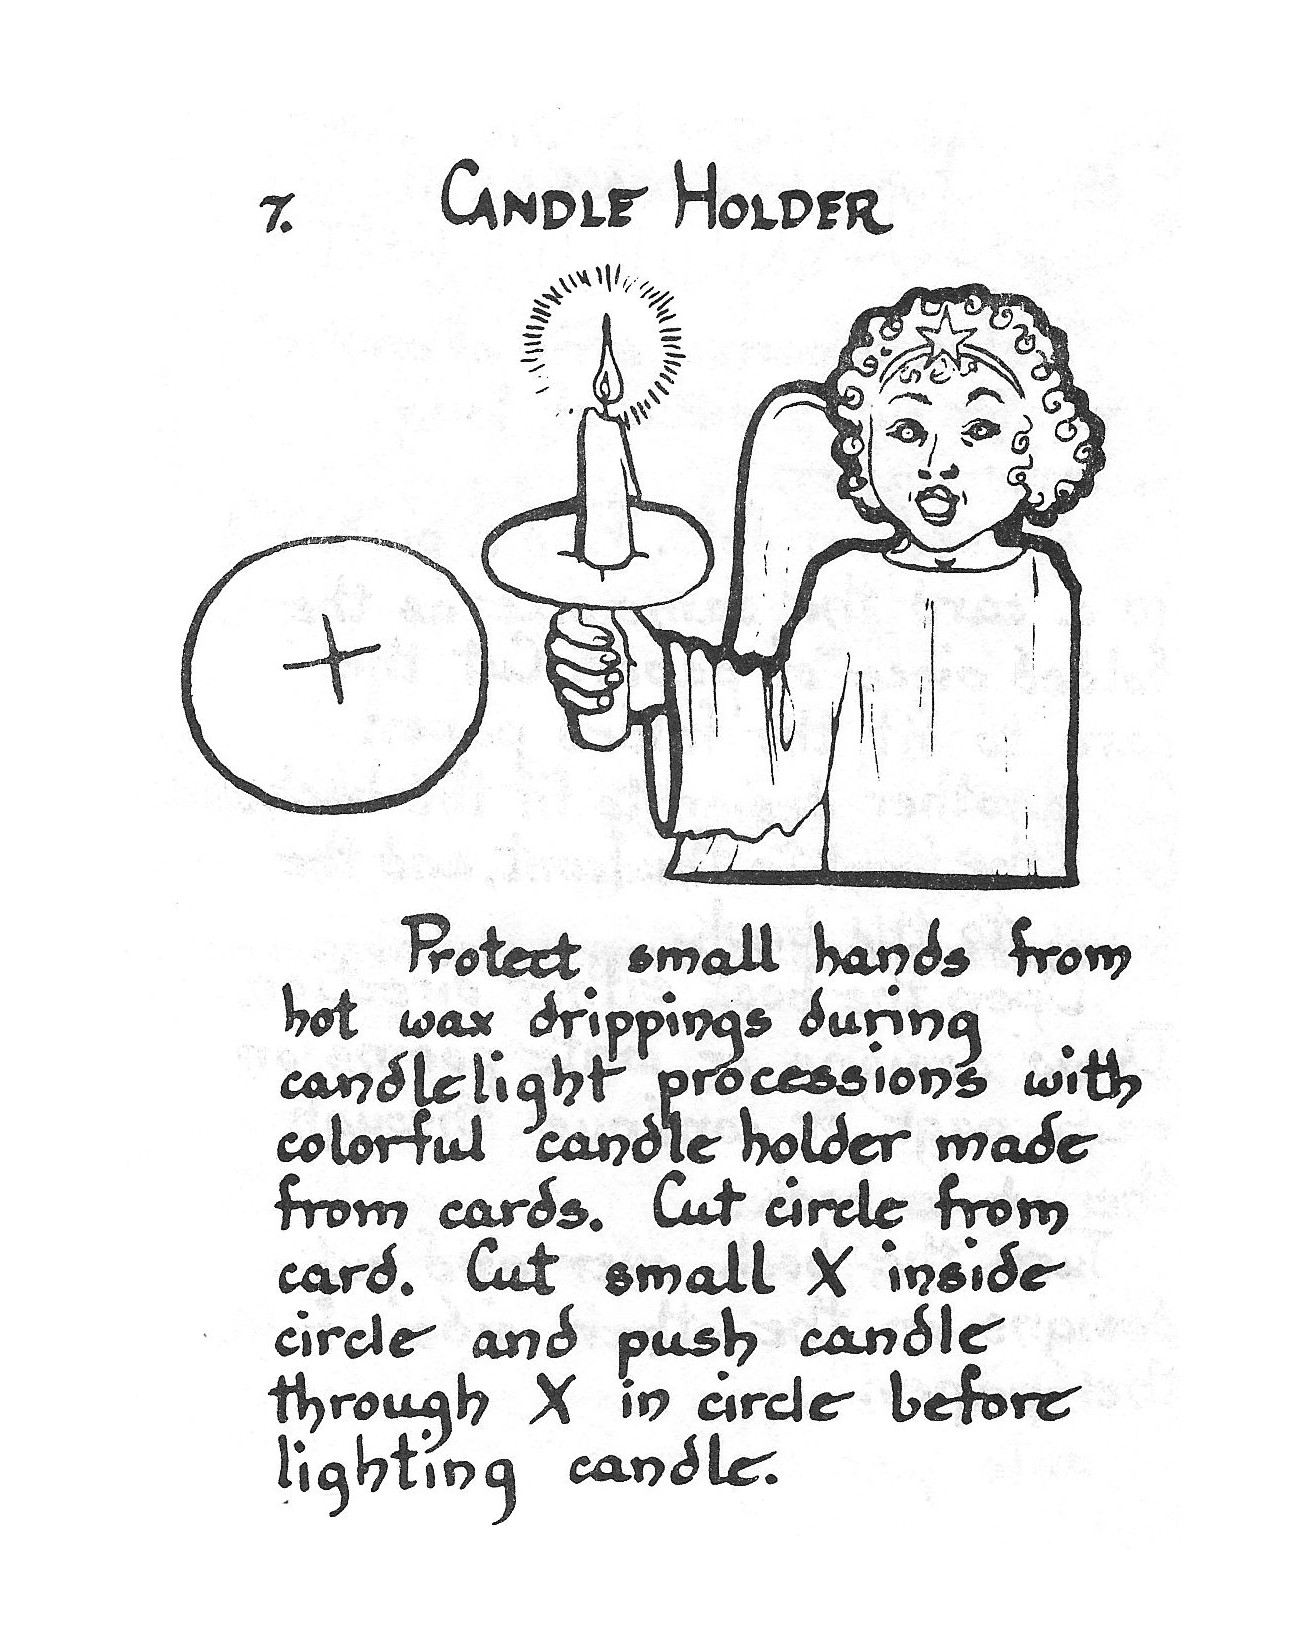 7. CANDLE HOLDER
Protect small hands from
hot wax drippings during
candlelight processions with
colorful candle holder made
from cards. Cut circle from
card. Cut small X inside
circle and push candle
through X in circle before
lighting candle.